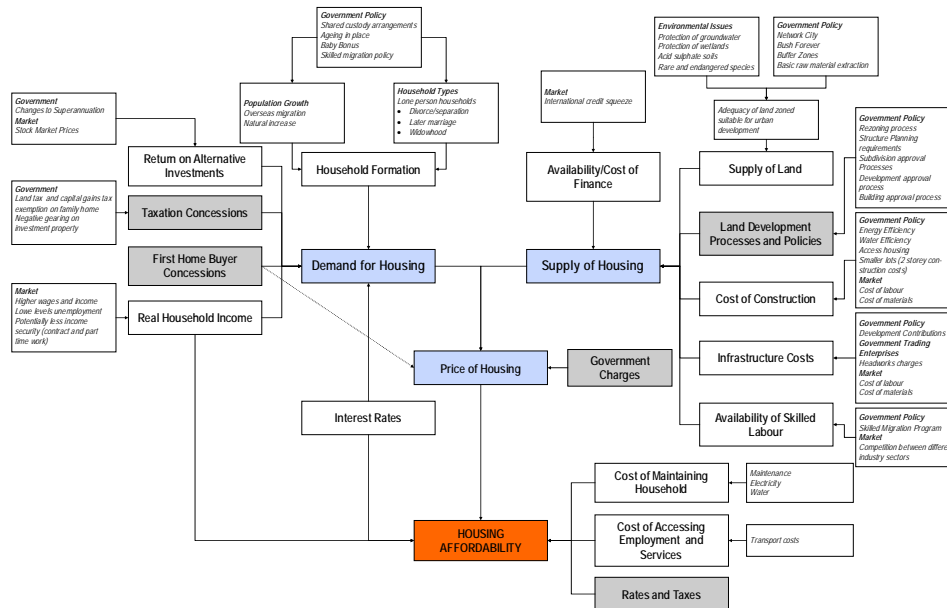 Government Policy
Shared custody arrangements
Ageing in place
Baby Bonus
Skilled migration policy
Environmental Issues
Protection of groundwater
Protection of wetlands
Acid sulphate soils
Rare and endangered species
Government Policy
Network City
Bush Forever
Buffer Zones
Basic raw material extraction
Government
Changes to Superannuation
Market
Stock Market Prices
Population Growth
Overseas migration
Natural increase
Household Types
Lone person households
• Divorce/separation
• Later marriage
• Widowhood
Market
International credit squeeze
Adequacy of land zoned
suitable for urban
development
Government Policy
Rezoning process
Structure Planning
requirements
Subdivision approval
Processes
Development approval
process
Building approval process
Return on Alternative
Investments
Household Formation
Availability/Cost of
Finance
Supply of Land
Government
Land tax and capital gains tax
exemption on family home
Negative gearing on
investment property
Taxation Concessions
Land Development
Processes and Policies
Government Policy
Energy Efficiency
Water Efficiency
Access housing
Smaller lots (2 storey con-
struction costs)
Market
Cost of labour
Cost of materials
First Home Buyer
Concessions
Demand for Housing
Supply of Housing
Cost of Construction
Market
Higher wages and Income
Lowe levels unemployment
Potentially less income
security (contract and part
time work)
Real Household Income
Infrastructure Costs
Government Policy
Development Contributions
Government Trading
Enterprises
Headworks charges
Market
Cost of labour
Cost of materials
Price of Housing
Government
Charges
Interest Rates
Availability of Skilled
Labour
Government Policy
Skilled Migration Program
Market
Competition between differe
industry sectors
Cost of Maintaining
Household
Maintenance
Electricity
Water
HOUSING
AFFORDABILITY
Cost of Accessing
Employment and
Services
Transport costs
Rates and Taxes